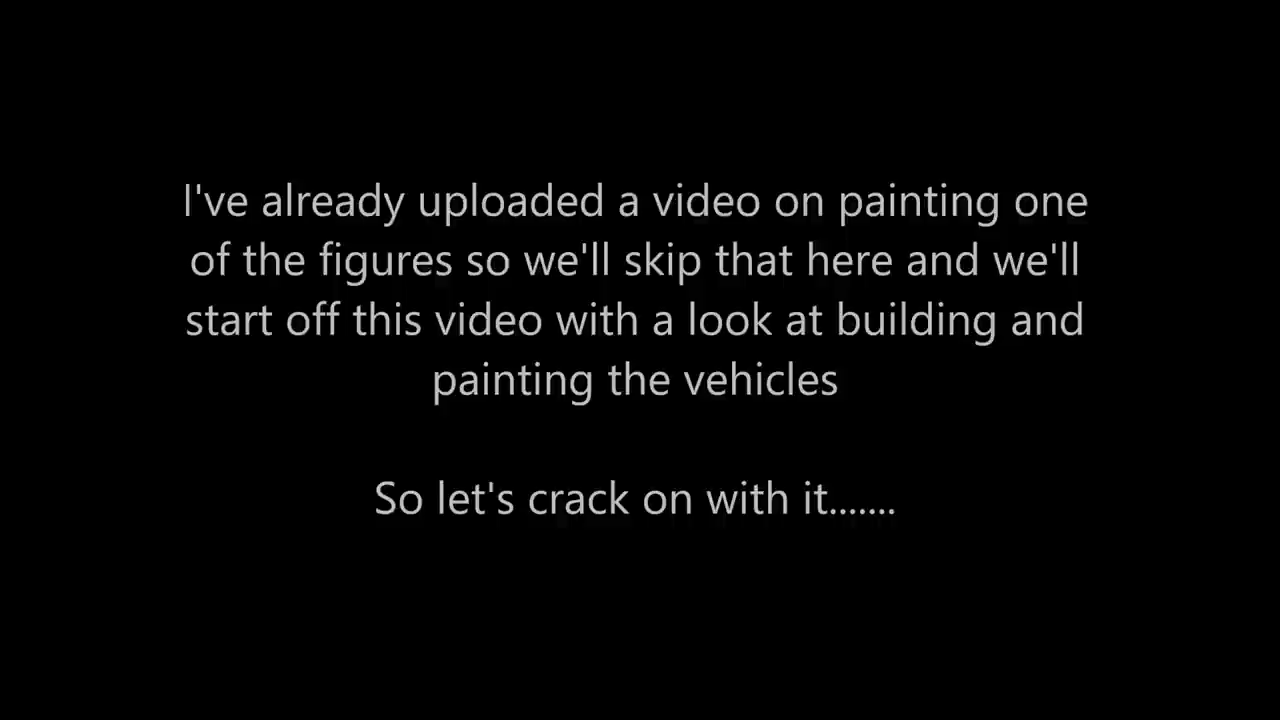 I've already uploaded a video on painting one
of the figures so we'll skip that here and we'll
start off this video with a look at building and
painting the vehicles
So let's crack on with it.......